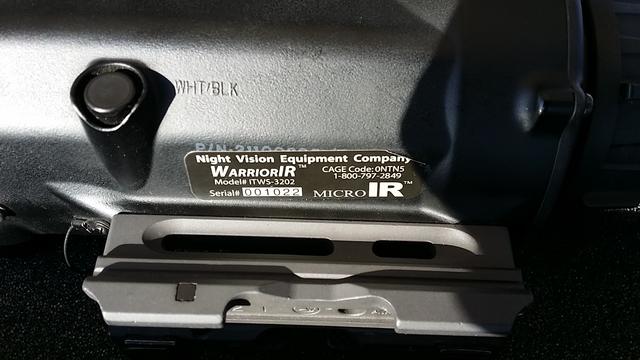 WHT/BLK
P/N
Night Vision Equipment Company
WARRIORIR™ CAGE Code: 0NTN5
Model# ITWS-3202 1-800-797-2849
Serial# 001022 MICRO IR™